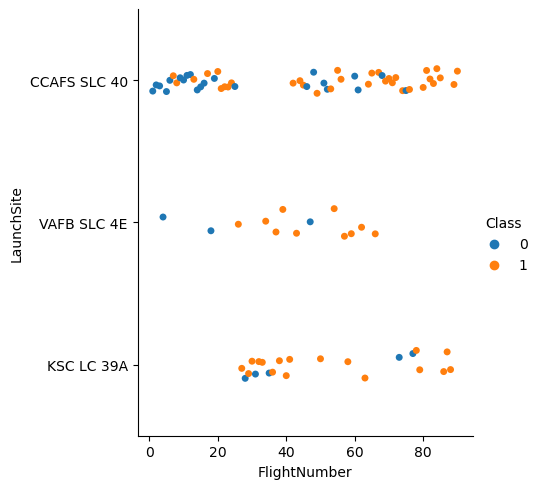 CCAFS SLC 40
VAFB SLC 4E
KSC LC 39A
LaunchSite
0 20 40 60 80
FlightNumber
Class
0
1